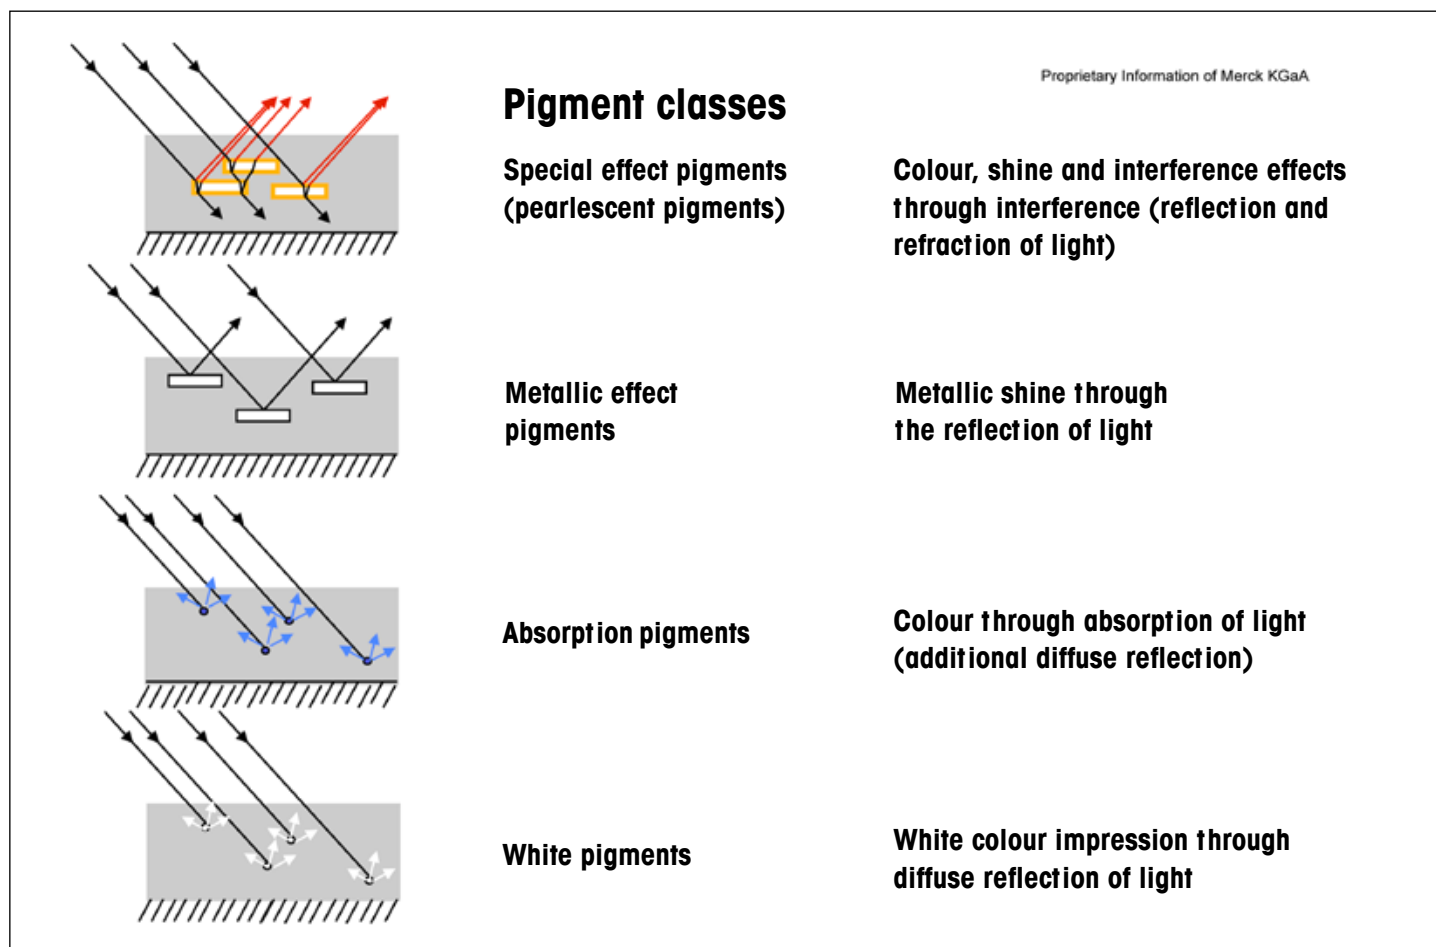 Proprietary Information of Merck KGaA
Pigment classes
Special effect pigments
(pearlescent pigments)
Colour, shine and interference effects
through interference (reflection and
refraction of light)
Metallic effect
pigments
Metallic shine through
the reflection of light
Absorption pigments
Colour through absorption of light
(additional diffuse reflection)
White pigments
White colour impression through
diffuse reflection of light